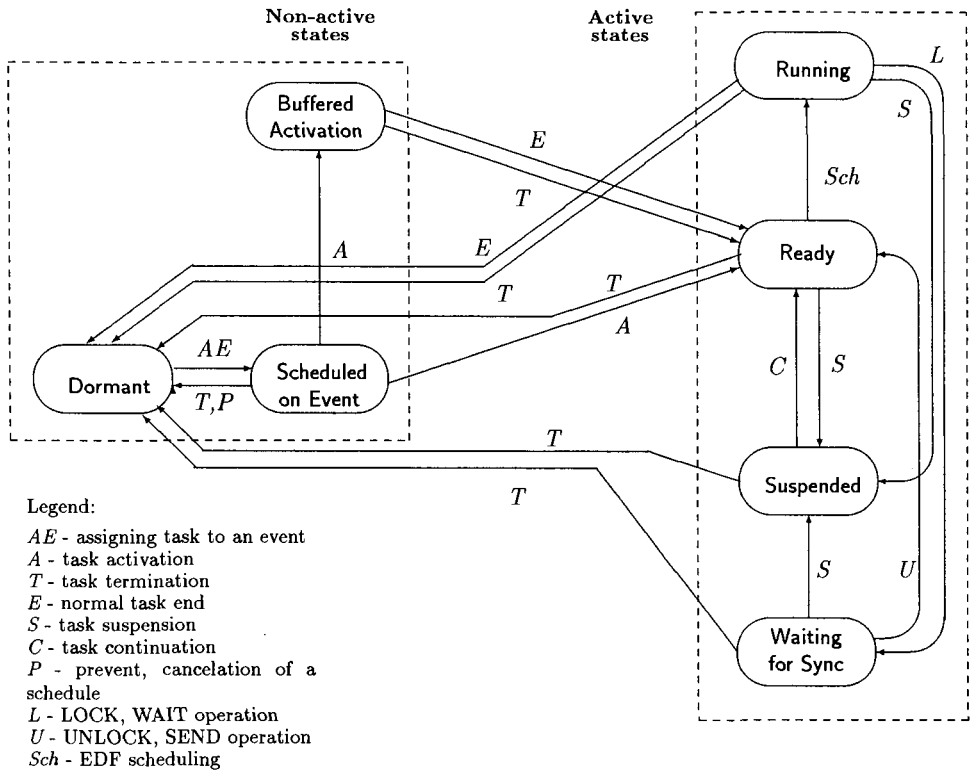 Non-active
states
Active
states
Running
L
S
Buffered
Activation
E
T
Sch
A
E
T
Ready
T
A
AE
Dormant
Scheduled
on Event
T,P
C
S
T
Suspended
T
S
U
Waiting
for Sync
Legend:
AE - assigning task to an event
A - task activation
T - task termination
E - normal task end
S - task suspension
C - task continuation
P - prevent, cancelation of a
schedule
L - LOCK, WAIT operation
U - UNLOCK, SEND operation
Sch - EDF scheduling